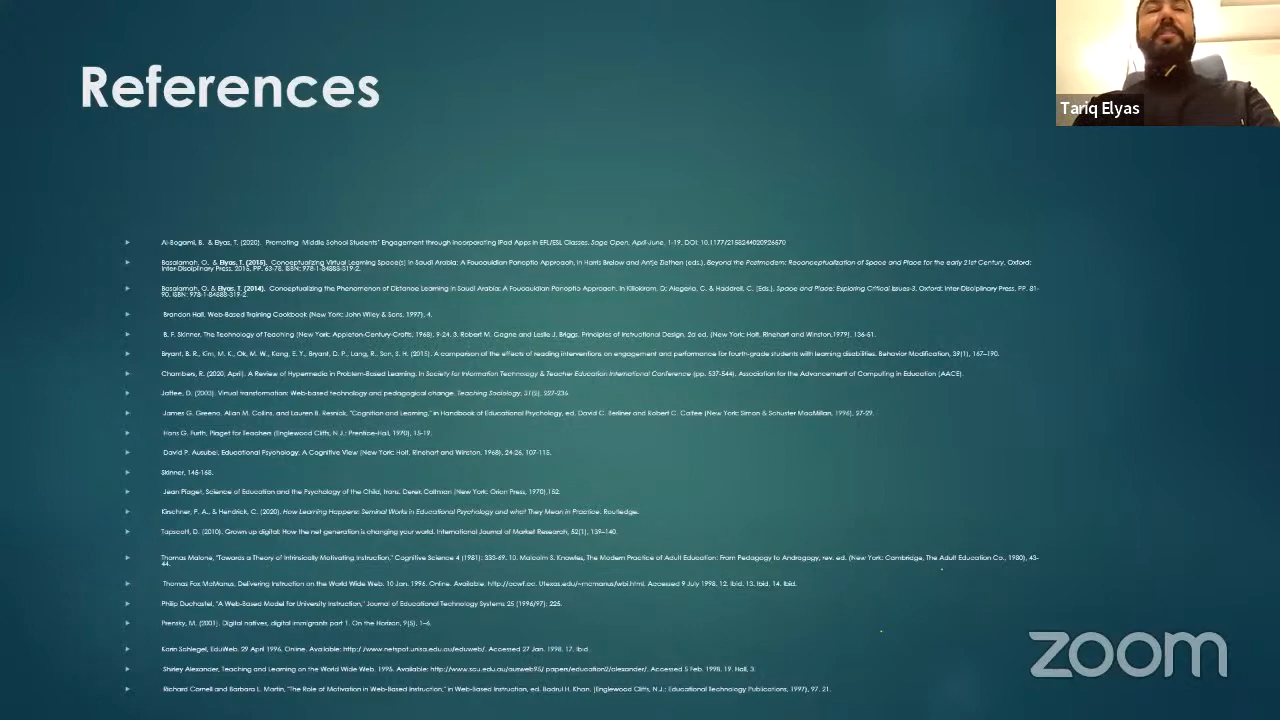 References
Tariq Elyas
Al-Bogami, B. & Elyas, T. (2020). Promoting Middle School Students' Engagement through Incorporating iPad Apps in EFL/ESL Classes. Sage Open, April-June, 1-19. DOI: 10.1177/2158244020926570
Basalamah, O. & Elyas, T. (2015). Conceptualizing Virtual Learning Space(s) in Saudi Arabia: A Foucauldian Panoptic Approach, in Harris Brelow and Antje Ziethen (eds.), Beyond the Postmodern: Reconceptualization of Space and Place for the early 21st Century, Oxford:
Inter-Disciplinary Press, 2015, PP. 63-78, ISBN: 978-1-84888-319-2.
Basalamah, O. & Elyas, T. (2014). Conceptualizing the Phenomenon of Distance Learning in Saudi Arabia: A Foucauldian Panoptic Approach, in Killokiram, D; Alegeria, C. & Haddrell, C. (Eds.), Space and Place: Exploring Critical Issues-3, Oxford: Inter-Disciplinary Press, PP. 81-
90, ISBN: 978-1-84888-319-2.
Brandon Hall, Web-Based Training Cookbook (New York: John Wiley & Sons, 1997), 4.
B. F. Skinner, The Technology of Teaching (New York: Appleton-Century-Crofts, 1968), 9-24. 3. Robert M. Gagne and Leslie J. Briggs, Principles of Instructional Design, 2d ed. (New York: Holt, Rinehart and Winston,1979), 136-51.
Bryant, B. R., Kim, M. K., Ok, M. W., Kang, E. Y., Bryant, D. P., Lang, R., Son, S. H. (2015). A comparison of the effects of reading interventions on engagement and performance for fourth-grade students with learning disabilities. Behavior Modification, 39(1), 167–190.
Chambers, R. (2020, April). A Review of Hypermedia in Problem-Based Learning. In Society for Information Technology & Teacher Education International Conference (pp. 537-544). Association for the Advancement of Computing in Education (AACE).
Jaffee, D. (2003). Virtual transformation: Web-based technology and pedagogical change. Teaching Sociology, 31(2), 227-236.
James G. Greeno, Allan M. Collins, and Lauren B. Resnick, "Cognition and Learning," in Handbook of Educational Psychology, ed. David C. Berliner and Robert C. Calfee (New York: Simon & Schuster MacMillan, 1996), 27-29.
Hans G. Furth, Piaget for Teachers (Englewood Cliffs, N.J.: Prentice-Hall, 1970), 15-19.
David P. Ausubel, Educational Psychology, A Cognitive View (New York: Holt, Rinehart and Winston, 1968), 24-26, 107-115.
Skinner, 145-168.
Jean Piaget, Science of Education and the Psychology of the Child, trans. Derek Coltman (New York: Orion Press, 1970),152.
Kirschner, P. A., & Hendrick, C. (2020). How Learning Happens: Seminal Works in Educational Psychology and what They Mean in Practice. Routledge.
Tapscott, D. (2010). Grown up digital: How the net generation is changing your world. International Journal of Market Research, 52(1), 139–140.
Thomas Malone, "Towards a Theory of Intrinsically Motivating Instruction," Cognitive Science 4 (1981): 333-69. 10. Malcolm S. Knowles, The Modern Practice of Adult Education: From Pedagogy to Andragogy, rev. ed. (New York: Cambridge, The Adult Education Co., 1980), 43-
44.
Thomas Fox McManus, Delivering Instruction on the World Wide Web. 10 Jan. 1996. Online. Available: http://ccwf.cc. Utexas.edu/~mcmanus/wbi.html. Accessed 9 July 1998. 12. Ibid. 13. Ibid. 14. Ibid.
Philip Duchastel, "A Web-Based Model for University Instruction," Journal of Educational Technology Systems 25 (1996/97): 225.
Prensky, M. (2001). Digital natives, digital immigrants part 1. On the Horizon, 9(5), 1–6.
Karin Schlegel, EduWeb. 29 April 1996. Online. Available: http:/ /www.netspot.unisa.edu.au/eduweb/. Accessed 27 Jan. 1998. 17. Ibid.
Shirley Alexander, Teaching and Learning on the World Wide Web. 1995. Available: http://www.scu.edu.au/ausweb95/ papers/education2/alexander/. Accessed 5 Feb. 1998. 19. Hall, 3
Richard Cornell and Barbara L. Martin, "The Role of Motivation in Web-Based Instruction," in Web-Based Instruction, ed. Badrul H. Khan, (Englewood Cliffs, N.J.: Educational Technology Publications, 1997), 97. 21.
zoom